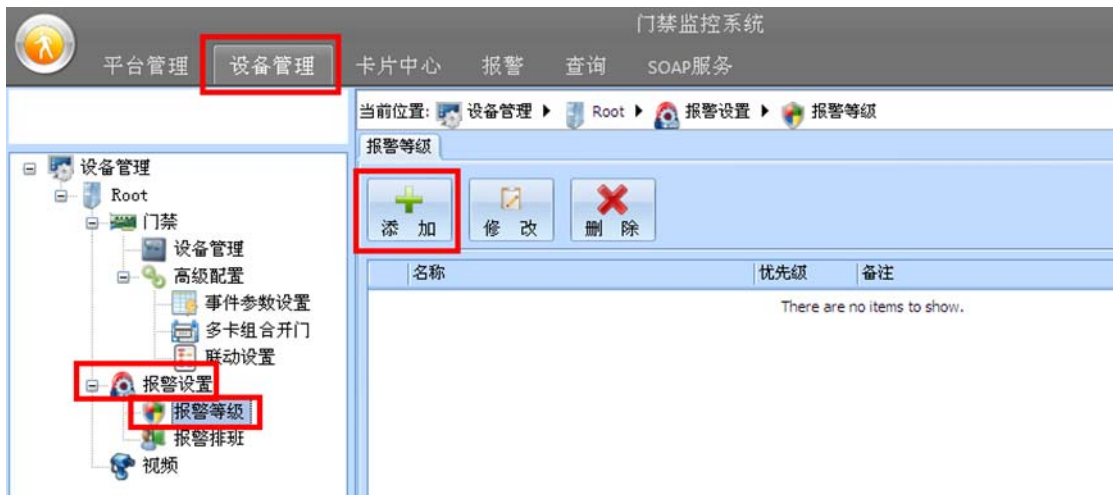 门禁监控系统
平台管理 设备管理 卡片中心 报警 查询 SOAP服务
当前位置: 设备管理 Root 报警设置 报警等级
报警等级
添 加 修 改 删 除
名称 优先级 备注
There are no items to show.
设备管理
Root
门禁
设备管理
高级配置
事件参数设置
多卡组合开门
联动设置
报警设置
报警等级
报警排班
视频